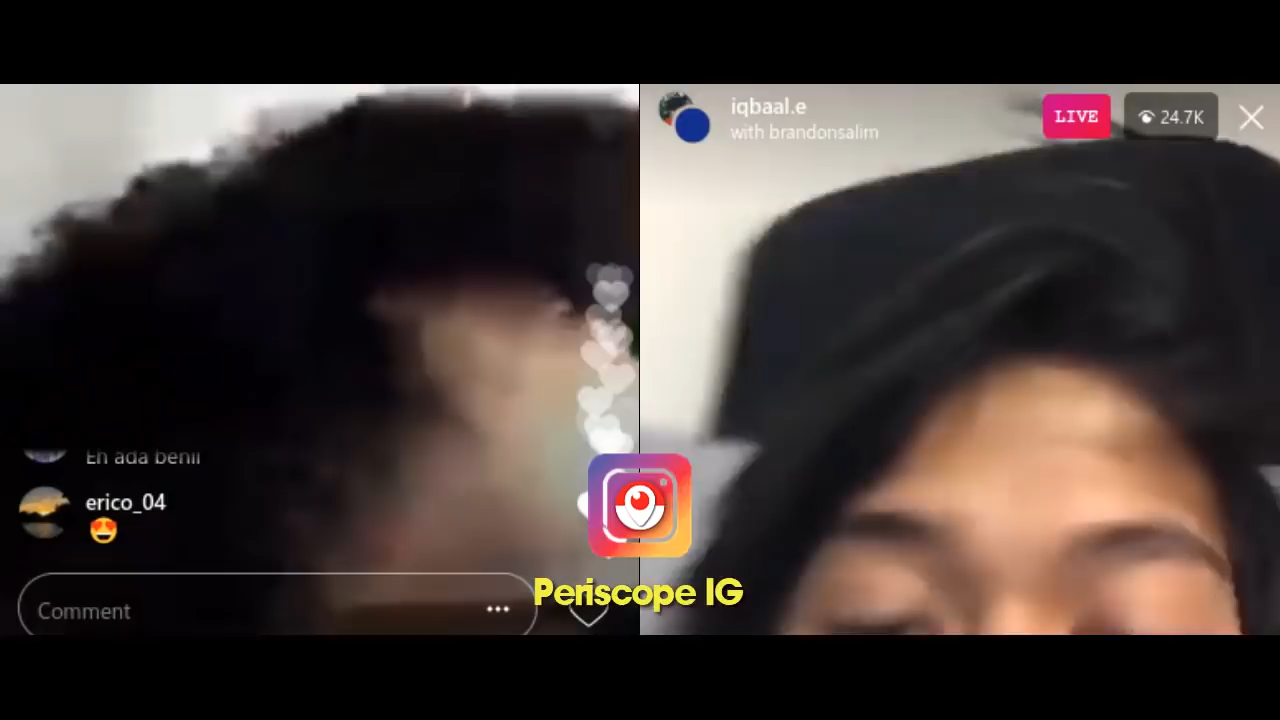 iqbaal.e
with brandonsalim
LIVE
24.7K
Eh ada benii
erico_04
Comment
Periscope IG